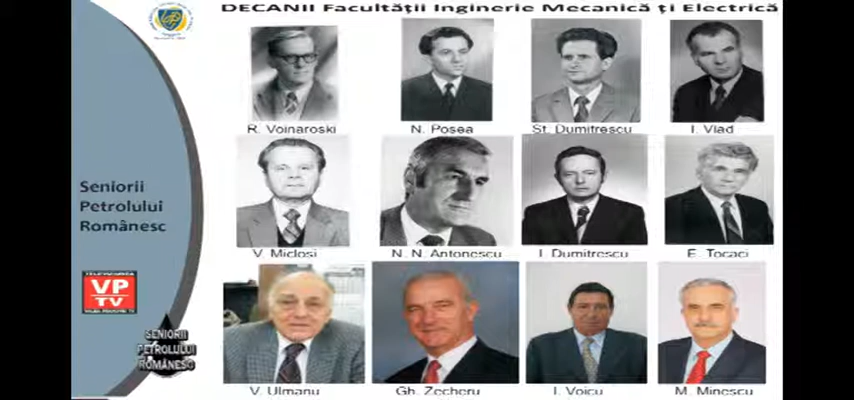 DECANII Facultății Inginerie Mecanică ți Electrică
R. Voinaroski
N. Posea
St. Dumitrescu
I. Vlad
Seniorii
Petrolului
Românesc
V. Miclosi
N. N. Antonescu
I. Dumitrescu
E. Tocaci
VP
TV
SENIORII
PETROLULUI
ROMÂNESC
V. Ulmanu
Gh. Zecheru
I. Voicu
M. Minescu